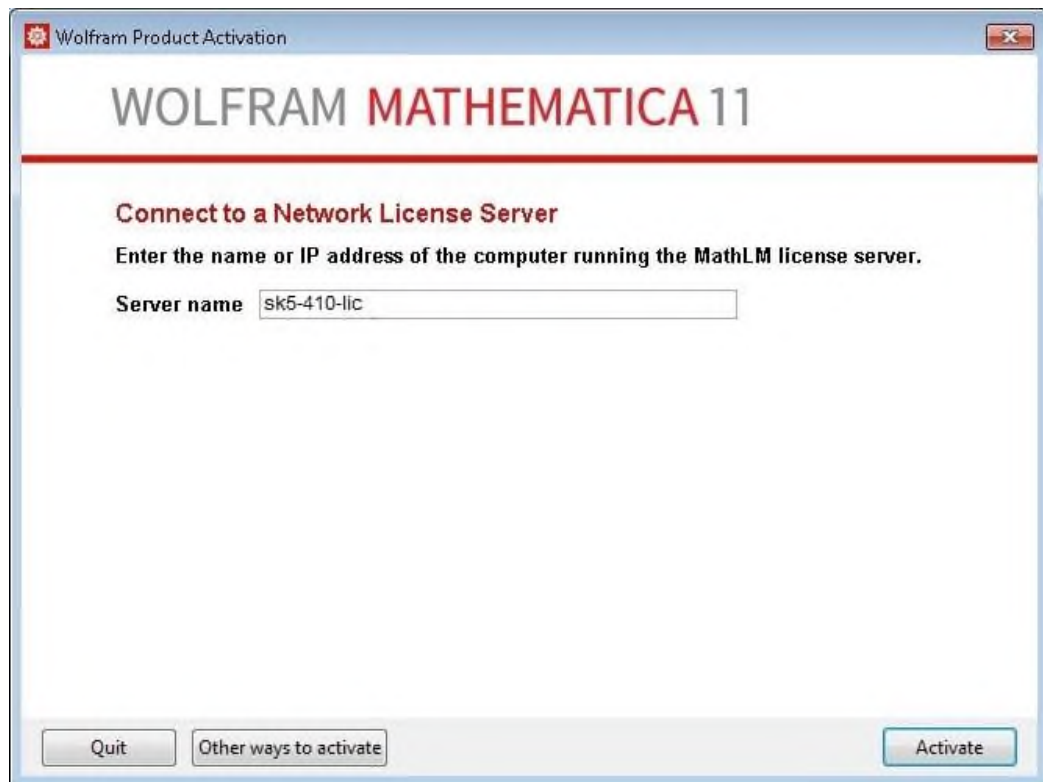 Wolfram Product Activation
WOLFRAM MATHEMATICA 11
Connect to a Network License Server
Enter the name or IP address of the computer running the MathLM license server.
Server name sk5-410-lic
Quit Other ways to activate Activate